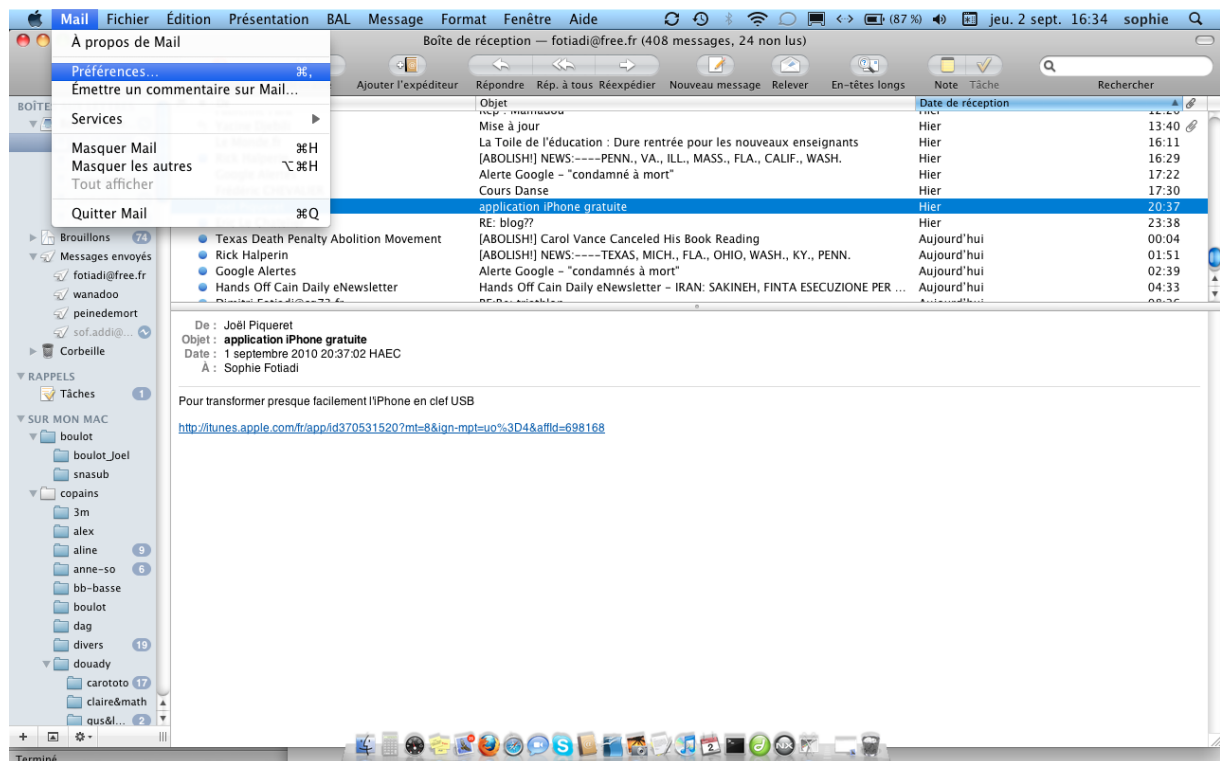 Mail Fichier Édition Présentation BAL Message Format Fenêtre Aide (87 %) jeu. 2 sept. 16:34 sophie
Boîte de réception — fotiadi@free.fr (408 messages, 24 non lus)
À propos de Mail
Préférences... ⌘,
Émettre un commentaire sur Mail...
Services
Masquer Mail ⌘H
Masquer les autres ⌥⌘H
Tout afficher
Quitter Mail ⌘Q
Ajouter l'expéditeur Répondre Rép. à tous Réexpédier Nouveau message Relever En-têtes longs Note Tâche Rechercher
Objet Date de réception
Rép : Mamadou Hier 12:20
Mise à jour Hier 13:40
La Toile de l'éducation : Dure rentrée pour les nouveaux enseignants Hier 16:11
[ABOLISH!] NEWS:----PENN., VA., ILL., MASS., FLA., CALIF., WASH. Hier 16:29
Alerte Google – "condamné à mort" Hier 17:22
Cours Danse Hier 17:30
application iPhone gratuite Hier 20:37
RE: blog?? Hier 23:38
Texas Death Penalty Abolition Movement [ABOLISH!] Carol Vance Canceled His Book Reading Aujourd'hui 00:04
Rick Halperin [ABOLISH!] NEWS:----TEXAS, MICH., FLA., OHIO, WASH., KY., PENN. Aujourd'hui 01:51
Google Alertes Alerte Google – "condamnés à mort" Aujourd'hui 02:39
Hands Off Cain Daily eNewsletter Hands Off Cain Daily eNewsletter – IRAN: SAKINEH, FINTA ESECUZIONE PER ... Aujourd'hui 04:33
BOÎTE
Brouillons 74
Messages envoyés
fotiadi@free.fr
wanadoo
peinedemort
sof.addi@...
Corbeille
RAPPELS
Tâches 1
SUR MON MAC
boulot
boulot_Joel
snasub
copains
3m
alex
aline 9
anne-so 6
bb-basse
boulot
dag
divers 19
douady
carototo 17
claire&math
gus&l... 2
De : Joël Piqueret
Objet : application iPhone gratuite
Date : 1 septembre 2010 20:37:02 HAEC
À : Sophie Fotiadi
Pour transformer presque facilement l'iPhone en clef USB
http://itunes.apple.com/fr/app/id370531520?mt=8&ign-mpt=uo%3D4&affId=698168
Terminé